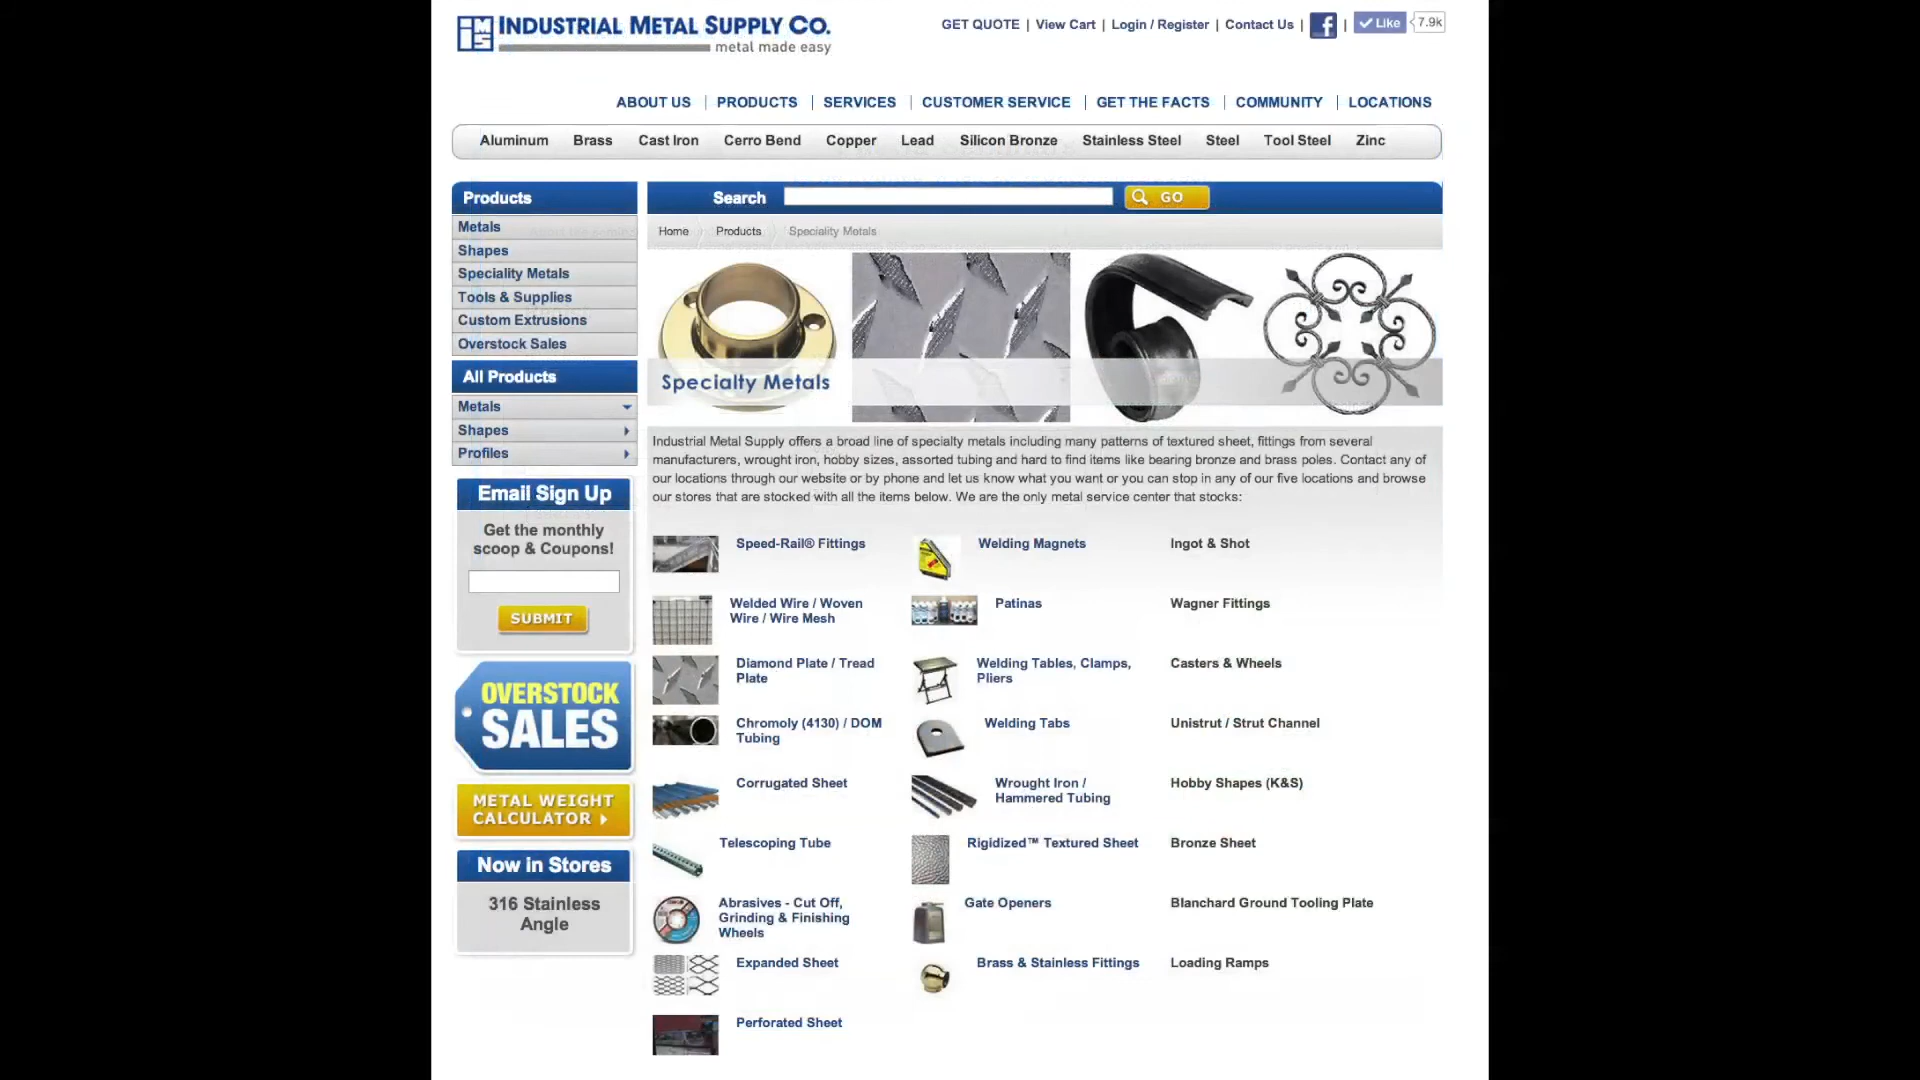 IMS INDUSTRIAL METAL SUPPLY CO.
metal made easy
GET QUOTE | View Cart | Login / Register | Contact Us | f | Like 7.9k
ABOUT US | PRODUCTS | SERVICES | CUSTOMER SERVICE | GET THE FACTS | COMMUNITY | LOCATIONS
Aluminum Brass Cast Iron Cerro Bend Copper Lead Silicon Bronze Stainless Steel Steel Tool Steel Zinc
Products
Metals
Shapes
Speciality Metals
Tools & Supplies
Custom Extrusions
Overstock Sales
All Products
Metals
Shapes
Profiles
Email Sign Up
Get the monthly
scoop & Coupons!
SUBMIT
OVERSTOCK
SALES
METAL WEIGHT
CALCULATOR
Now in Stores
316 Stainless
Angle
Search GO
Home Products Speciality Metals
Specialty Metals
Industrial Metal Supply offers a broad line of specialty metals including many patterns of textured sheet, fittings from several
manufacturers, wrought iron, hobby sizes, assorted tubing and hard to find items like bearing bronze and brass poles. Contact any of
our locations through our website or by phone and let us know what you want or you can stop in any of our five locations and browse
our stores that are stocked with all the items below. We are the only metal service center that stocks:
Speed-Rail® Fittings
Welding Magnets
Ingot & Shot
Welded Wire / Woven
Wire / Wire Mesh
Patinas
Wagner Fittings
Diamond Plate / Tread
Plate
Welding Tables, Clamps,
Pliers
Casters & Wheels
Chromoly (4130) / DOM
Tubing
Welding Tabs
Unistrut / Strut Channel
Corrugated Sheet
Wrought Iron /
Hammered Tubing
Hobby Shapes (K&S)
Telescoping Tube
Rigidized™ Textured Sheet
Bronze Sheet
Abrasives - Cut Off,
Grinding & Finishing
Wheels
Gate Openers
Blanchard Ground Tooling Plate
Expanded Sheet
Brass & Stainless Fittings
Loading Ramps
Perforated Sheet